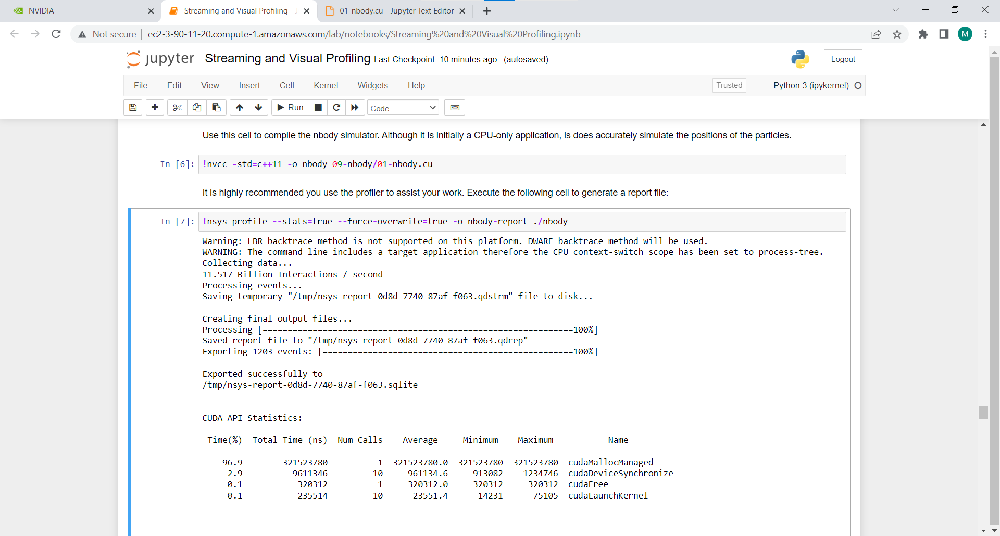 NVIDIA
Streaming and Visual Profiling -
01-nbody.cu - Jupyter Text Editor
Not secure
ec2-3-90-11-20.compute-1.amazonaws.com/lab/notebooks/Streaming%20and%20Visual%20Profiling.ipynb
M
jupyter Streaming and Visual Profiling Last Checkpoint: 10 minutes ago (autosaved)
Logout
File Edit View Insert Cell Kernel Widgets Help
Trusted
Python 3 (ipykernel)
Run
Code
Use this cell to compile the nbody simulator. Although it is initially a CPU-only application, is does accurately simulate the positions of the particles.
In [6]: !nvcc -std=c++11 -o nbody 09-nbody/01-nbody.cu
It is highly recommended you use the profiler to assist your work. Execute the following cell to generate a report file:
In [7]: !nsys profile --stats=true --force-overwrite=true -o nbody-report ./nbody
Warning: LBR backtrace method is not supported on this platform. DWARF backtrace method will be used.
WARNING: The command line includes a target application therefore the CPU context-switch scope has been set to process-tree.
Collecting data...
11.517 Billion Interactions / second
Processing events...
Saving temporary "/tmp/nsys-report-0d8d-7740-87af-f063.qdstrm" file to disk...
Creating final output files...
Processing [==============================================================100%]
Saved report file to "/tmp/nsys-report-0d8d-7740-87af-f063.qdrep"
Exporting 1203 events: [==================================================100%]
Exported successfully to
/tmp/nsys-report-0d8d-7740-87af-f063.sqlite
CUDA API Statistics:
Time(%) Total Time (ns) Num Calls Average Minimum Maximum Name
------- --------------- --------- ----------- --------- --------- ---------------------
96.9 321523780 1 321523780.0 321523780 321523780 cudaMallocManaged
2.9 9611346 10 961134.6 913082 1234746 cudaDeviceSynchronize
0.1 320312 1 320312.0 320312 320312 cudaFree
0.1 235514 10 23551.4 14231 75105 cudaLaunchKernel